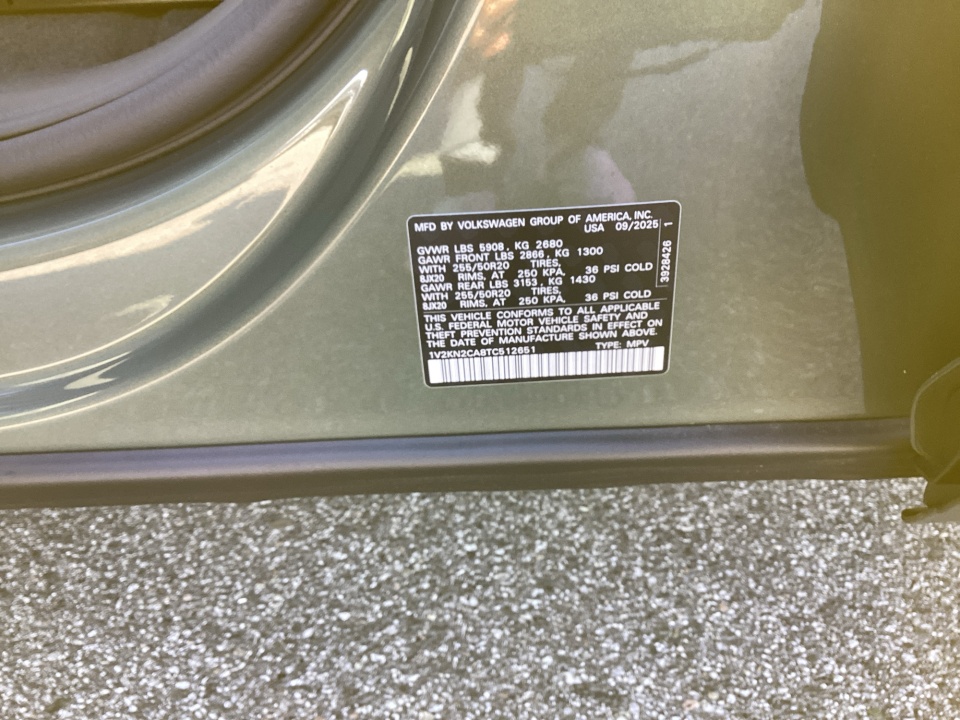 MFD BY VOLKSWAGEN GROUP OF AMERICA, INC.
USA 09/2025
GVWR LBS 5908, KG 2680
GAWR FRONT LBS 2866, KG 1300
WITH 255/50R20 TIRES,
8JX20 RIMS, AT 250 KPA, 36 PSI COLD
GAWR REAR LBS 3153, KG 1430
WITH 255/50R20 TIRES,
8JX20 RIMS, AT 250 KPA, 36 PSI COLD
THIS VEHICLE CONFORMS TO ALL APPLICABLE
U.S. FEDERAL MOTOR VEHICLE SAFETY AND
THEFT PREVENTION STANDARDS IN EFFECT ON
THE DATE OF MANUFACTURE SHOWN ABOVE.
1V2KN2CA8TC512651 TYPE: MPV
3928426 1